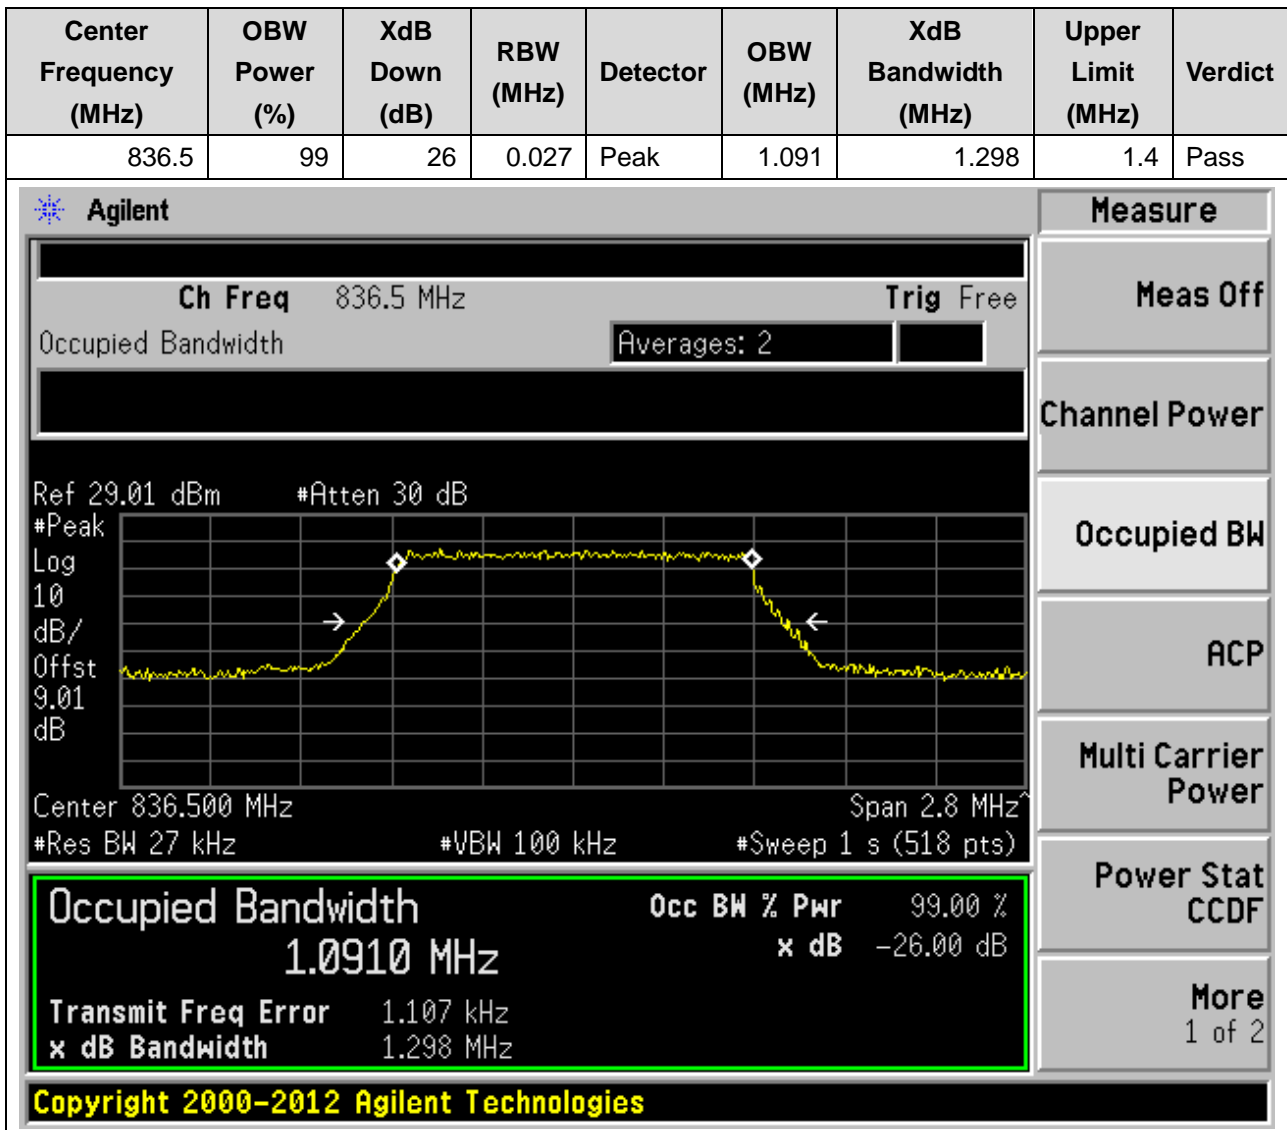 Center Frequency (MHz) OBW Power (%) XdB Down (dB) RBW (MHz) Detector OBW (MHz) XdB Bandwidth (MHz) Upper Limit (MHz) Verdict
836.5 99 26 0.027 Peak 1.091 1.298 1.4 Pass
Agilent
Ch Freq 836.5 MHz Trig Free
Occupied Bandwidth Averages: 2
Ref 29.01 dBm #Atten 30 dB
#Peak
Log
10
dB/
Offst
9.01
dB
Center 836.500 MHz Span 2.8 MHz^
#Res BW 27 kHz #VBW 100 kHz #Sweep 1 s (518 pts)
Occupied Bandwidth Occ BW % Pwr 99.00 %
1.0910 MHz x dB -26.00 dB
Transmit Freq Error 1.107 kHz
x dB Bandwidth 1.298 MHz
Copyright 2000-2012 Agilent Technologies
Measure
Meas Off
Channel Power
Occupied BW
ACP
Multi Carrier
Power
Power Stat
CCDF
More
1 of 2